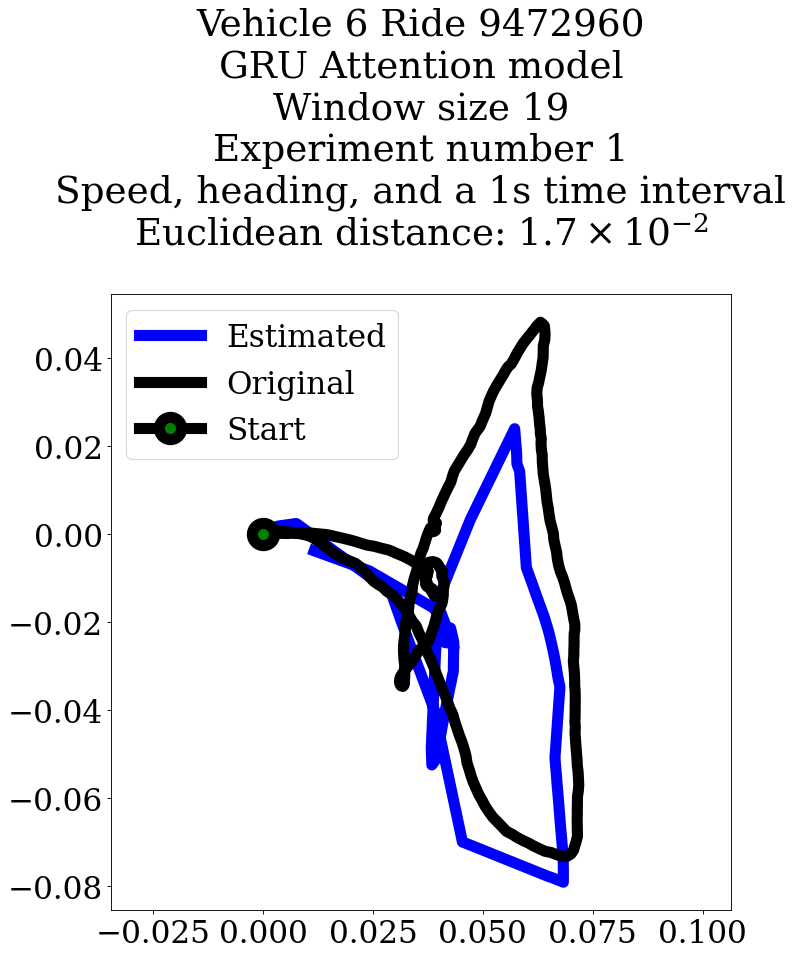 Vehicle 6 Ride 9472960
GRU Attention model
Window size 19
Experiment number 1
Speed, heading, and a 1s time interval
Euclidean distance: 1.7 × 10⁻²
Estimated
Original
Start
0.04
0.02
0.00
−0.02
−0.04
−0.06
−0.08
−0.025 0.000 0.025 0.050 0.075 0.100